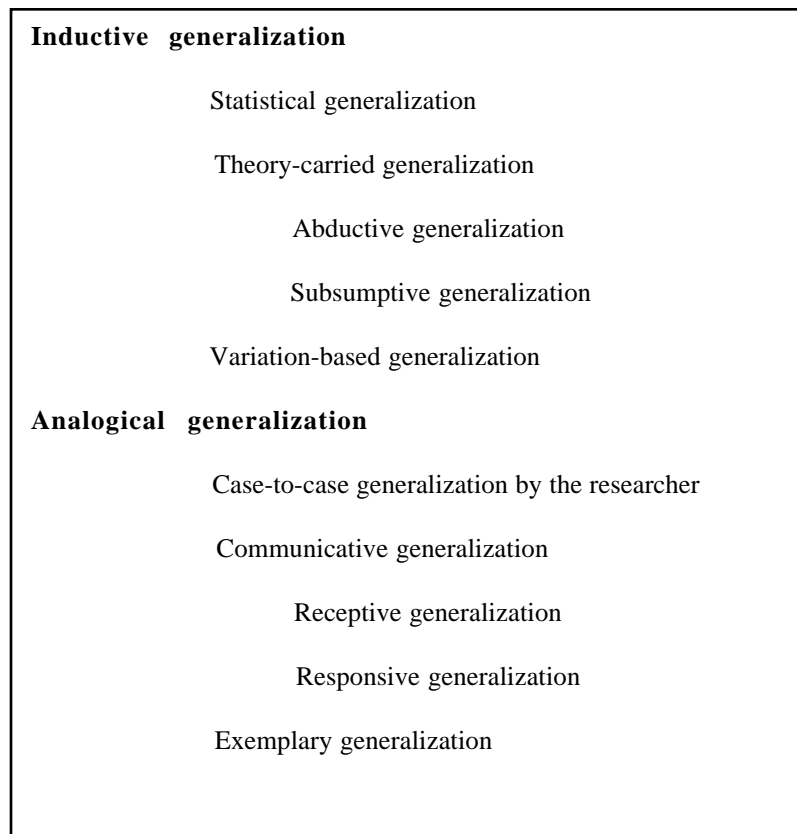 Inductive generalization
Statistical generalization
Theory-carried generalization
Abductive generalization
Subsumptive generalization
Variation-based generalization
Analogical generalization
Case-to-case generalization by the researcher
Communicative generalization
Receptive generalization
Responsive generalization
Exemplary generalization